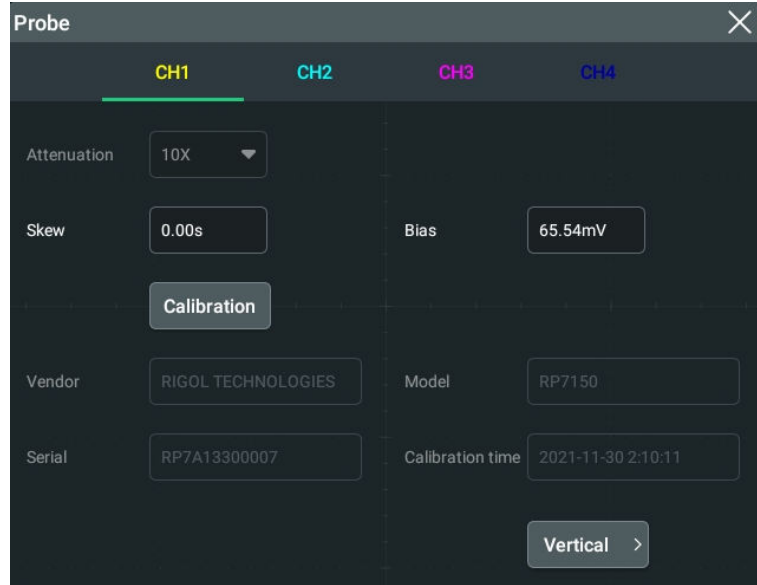 Probe
CH1 CH2 CH3 CH4
Attenuation 10X
Skew 0.00s Bias 65.54mV
Calibration
Vendor RIGOL TECHNOLOGIES Model RP7150
Serial RP7A13300007 Calibration time 2021-11-30 2:10:11
Vertical >